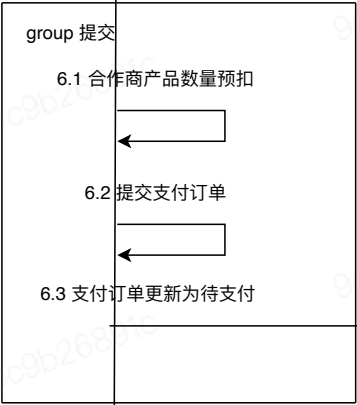 group 提交
6.1 合作商产品数量预扣
6.2 提交支付订单
6.3 支付订单更新为待支付